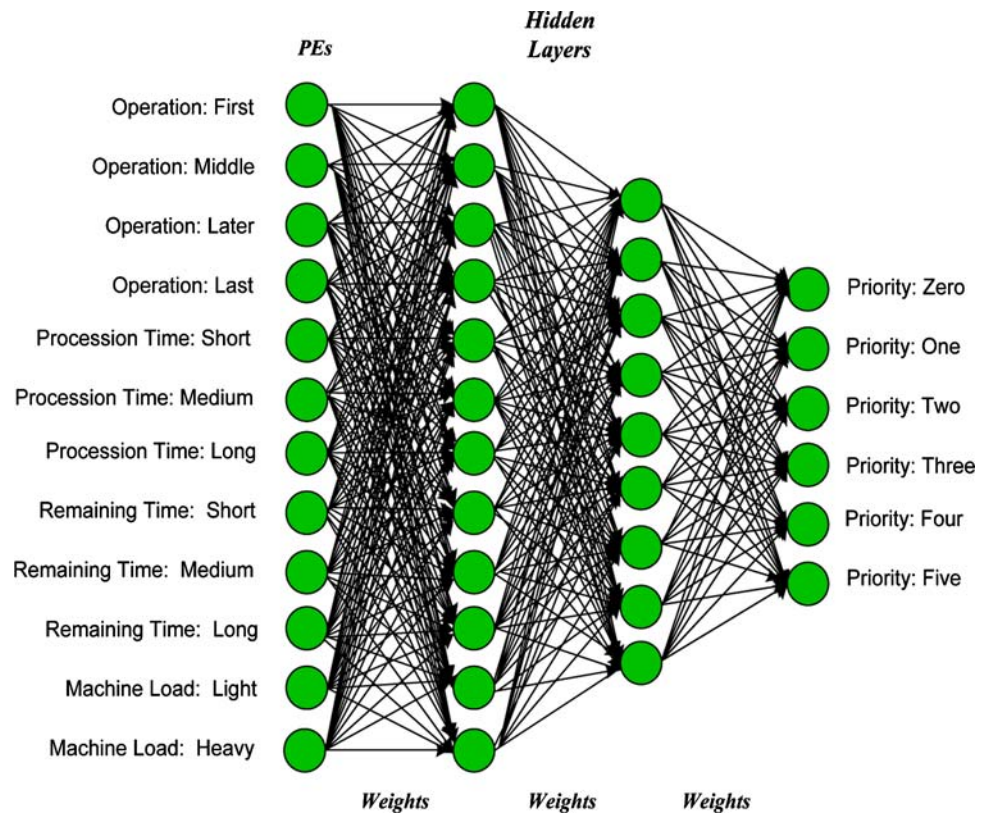 Hidden
Layers
PEs
Operation: First
Operation: Middle
Operation: Later
Operation: Last
Procession Time: Short
Procession Time: Medium
Procession Time: Long
Remaining Time: Short
Remaining Time: Medium
Remaining Time: Long
Machine Load: Light
Machine Load: Heavy
Priority: Zero
Priority: One
Priority: Two
Priority: Three
Priority: Four
Priority: Five
Weights Weights Weights